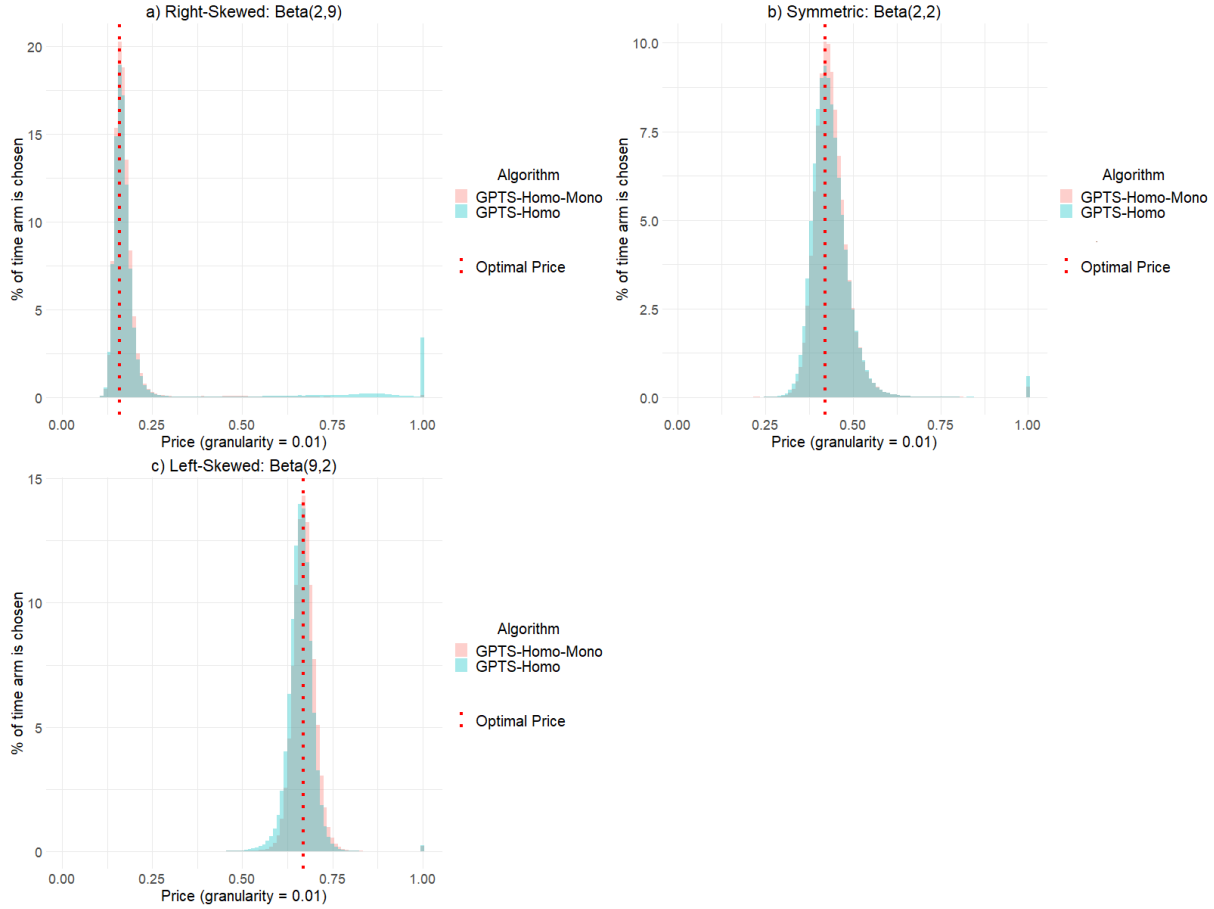 a) Right-Skewed: Beta(2,9)
% of time arm is chosen
20
15
10
5
0
0.00 0.25 0.50 0.75 1.00
Price (granularity = 0.01)
Algorithm
GPTS-Homo-Mono
GPTS-Homo
Optimal Price
b) Symmetric: Beta(2,2)
% of time arm is chosen
10.0
7.5
5.0
2.5
0.0
0.00 0.25 0.50 0.75 1.00
Price (granularity = 0.01)
Algorithm
GPTS-Homo-Mono
GPTS-Homo
Optimal Price
c) Left-Skewed: Beta(9,2)
% of time arm is chosen
15
10
5
0
0.00 0.25 0.50 0.75 1.00
Price (granularity = 0.01)
Algorithm
GPTS-Homo-Mono
GPTS-Homo
Optimal Price